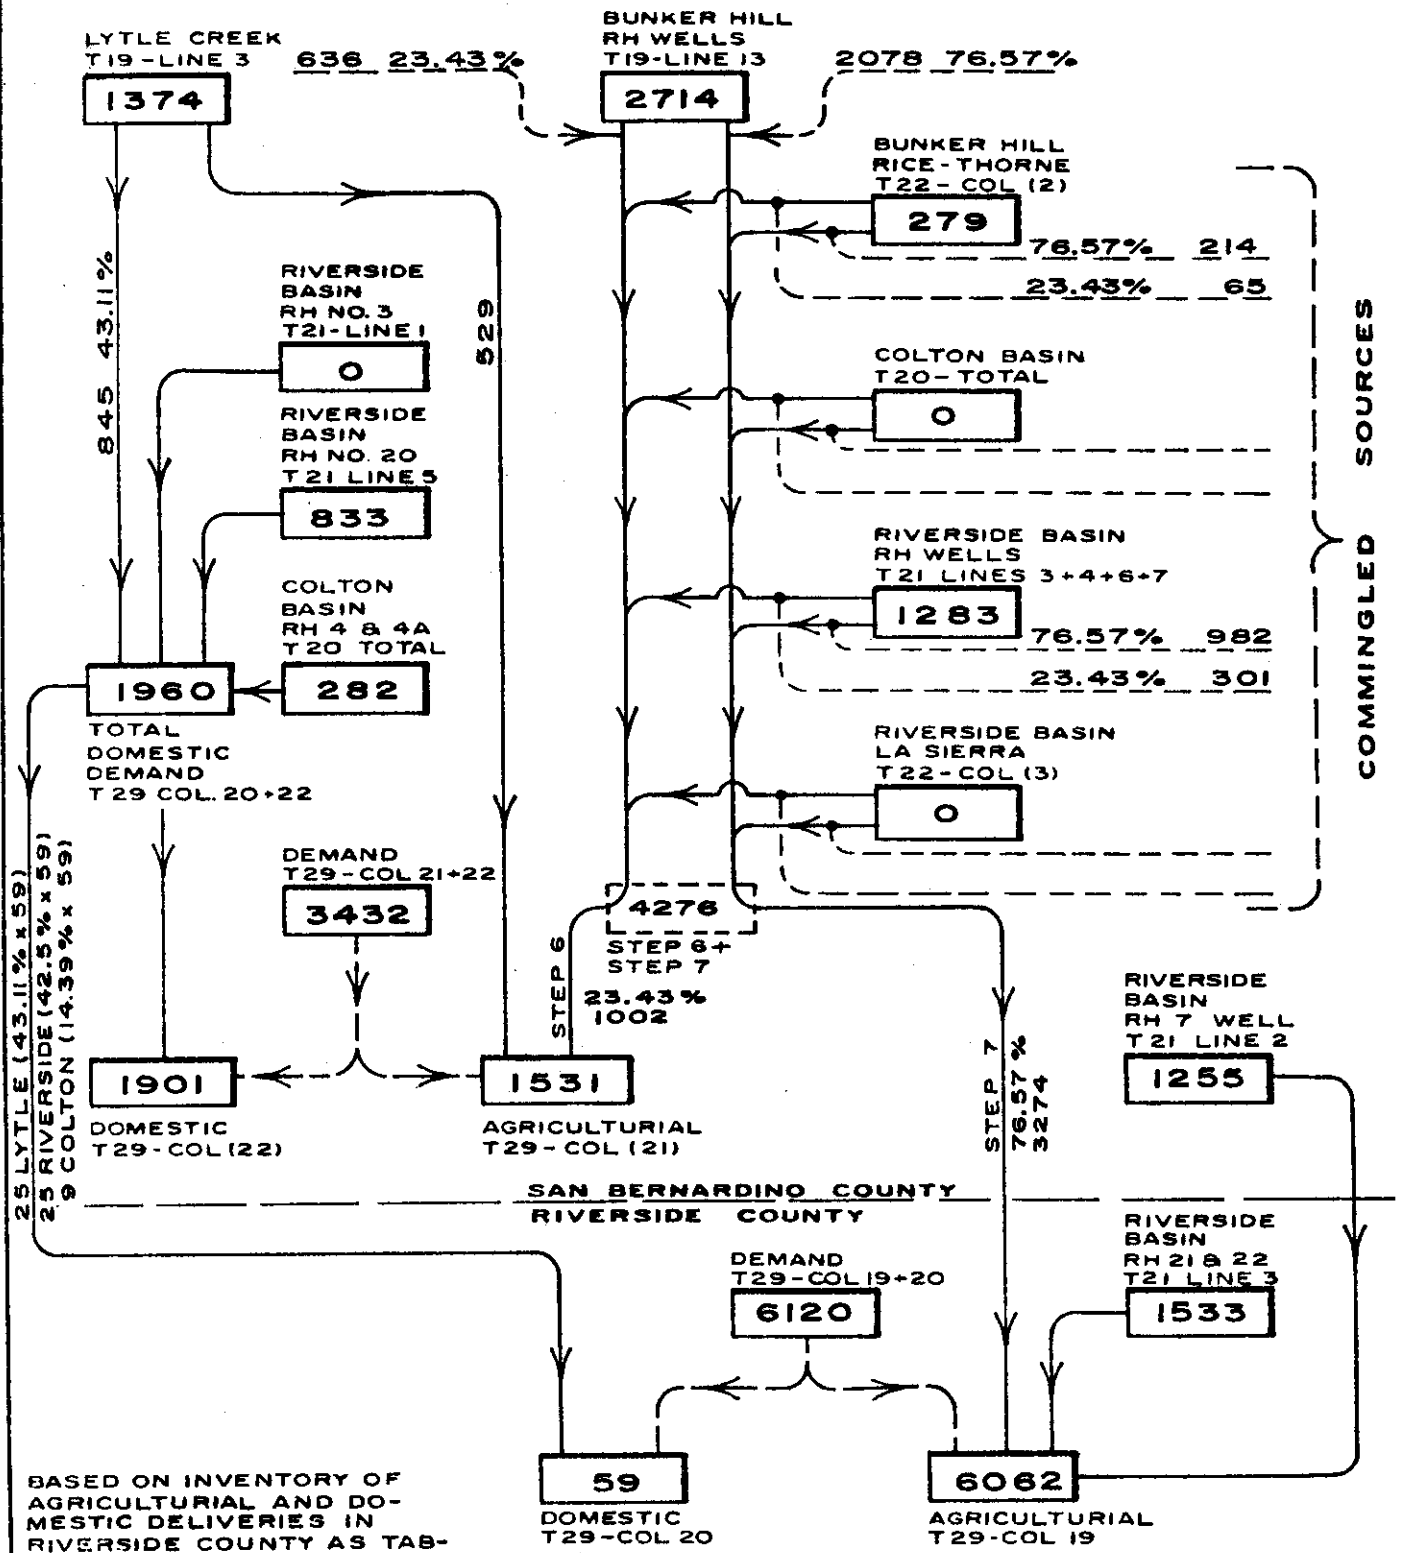 LYTLE CREEK
T19-LINE 3
1374
636 23.43%
BUNKER HILL
RH WELLS
T19-LINE 13
2714
2078 76.57%
BUNKER HILL
RICE-THORNE
T22-COL (2)
279
76.57% 214
23.43% 65
845 43.11%
529
RIVERSIDE
BASIN
RH NO. 3
T21-LINE 1
0
COLTON BASIN
T20-TOTAL
0
RIVERSIDE
BASIN
RH NO. 20
T21 LINE 5
833
RIVERSIDE BASIN
RH WELLS
T21 LINES 3+4+6+7
1283
76.57% 982
23.43% 301
COMMINGLED SOURCES
COLTON
BASIN
RH 4 & 4A
T20 TOTAL
282
1960
TOTAL
DOMESTIC
DEMAND
T29 COL. 20+22
RIVERSIDE BASIN
LA SIERRA
T22-COL (3)
0
25 LYTLE (43.11% x 59)
25 RIVERSIDE (42.5% x 59)
9 COLTON (14.39% x 59)
DEMAND
T29-COL 21+22
3432
4276
STEP 6+
STEP 7
STEP 6
23.43%
1002
1901
DOMESTIC
T29-COL (22)
1531
AGRICULTURIAL
T29-COL (21)
STEP 7
76.57%
3274
RIVERSIDE
BASIN
RH 7 WELL
T21 LINE 2
1255
SAN BERNARDINO COUNTY
RIVERSIDE COUNTY
DEMAND
T29-COL 19+20
6120
RIVERSIDE
BASIN
RH 21 & 22
T21 LINE 3
1533
59
DOMESTIC
T29-COL 20
6062
AGRICULTURIAL
T29-COL 19
BASED ON INVENTORY OF
AGRICULTURIAL AND DO-
MESTIC DELIVERIES IN
RIVERSIDE COUNTY AS TAB-